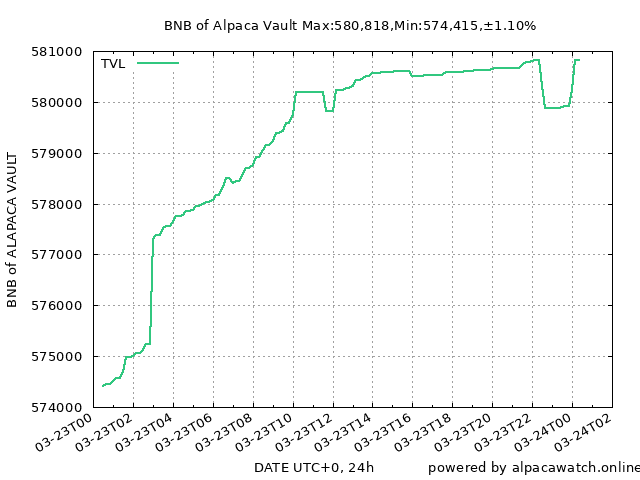 BNB of Alpaca Vault Max:580,818,Min:574,415,±1.10%
TVL
581000
580000
579000
578000
577000
576000
575000
574000
BNB of ALAPACA VAULT
03-23T00
03-23T02
03-23T04
03-23T06
03-23T08
03-23T10
03-23T12
03-23T14
03-23T16
03-23T18
03-23T20
03-23T22
03-24T00
03-24T02
DATE UTC+0, 24h
powered by alpacawatch.online